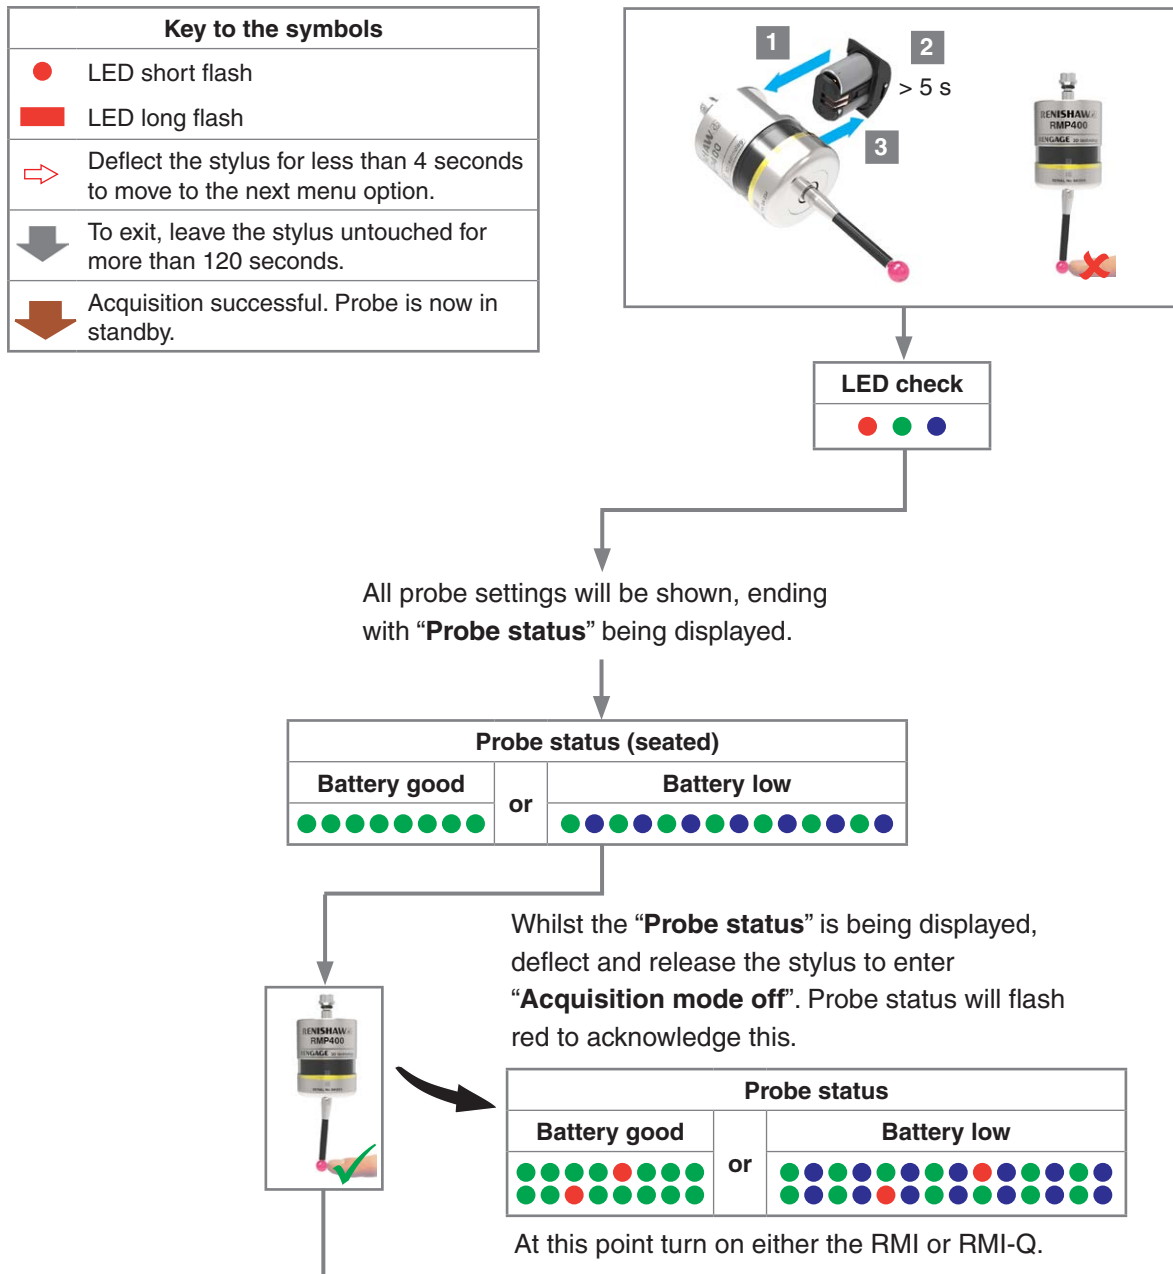 Key to the symbols
LED short flash
LED long flash
Deflect the stylus for less than 4 seconds
to move to the next menu option.
To exit, leave the stylus untouched for
more than 120 seconds.
Acquisition successful. Probe is now in
standby.
1
2
> 5 s
3
RENISHAW
RMP400
RENGAGE
LED check
All probe settings will be shown, ending
with “Probe status” being displayed.
Probe status (seated)
Battery good
or
Battery low
Whilst the “Probe status” is being displayed,
deflect and release the stylus to enter
“Acquisition mode off”. Probe status will flash
red to acknowledge this.
RENISHAW
RMP400
RENGAGE
Probe status
Battery good
or
Battery low
At this point turn on either the RMI or RMI-Q.